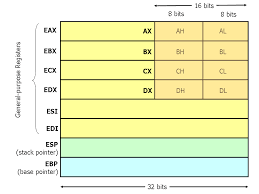 16 bits
8 bits 8 bits
General-purpose Registers
EAX AX AH AL
EBX BX BH BL
ECX CX CH CL
EDX DX DH DL
ESI
EDI
ESP
(stack pointer)
EBP
(base pointer)
32 bits